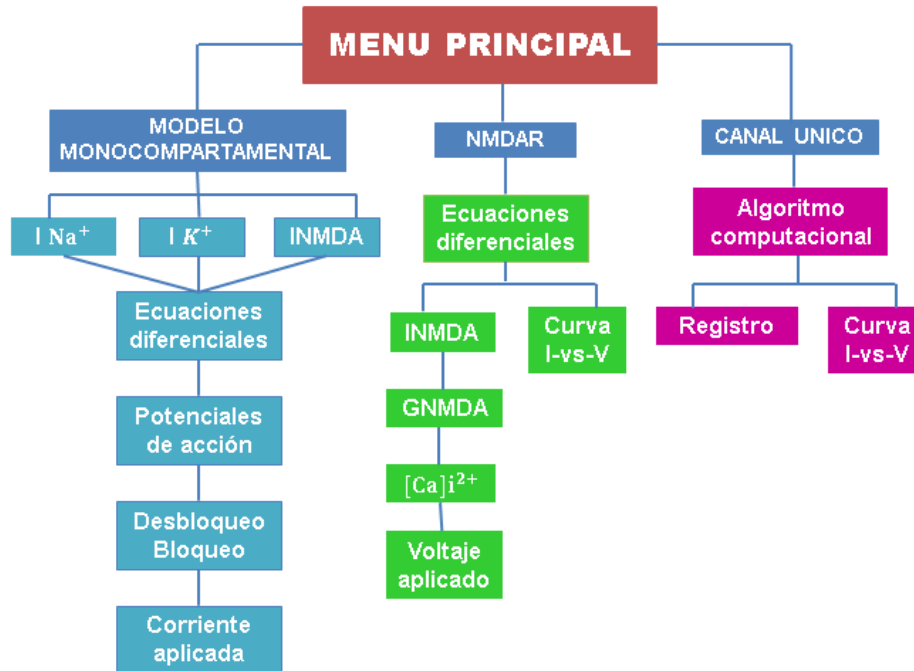 MENU PRINCIPAL
MODELO
MONOCOMPARTAMENTAL
NMDAR
CANAL UNICO
I Na⁺
I K⁺
INMDA
Ecuaciones
diferenciales
Potenciales
de acción
Desbloqueo
Bloqueo
Corriente
aplicada
Ecuaciones
diferenciales
INMDA
Curva
I-vs-V
GNMDA
[Ca]i²⁺
Voltaje
aplicado
Algoritmo
computacional
Registro
Curva
I-vs-V